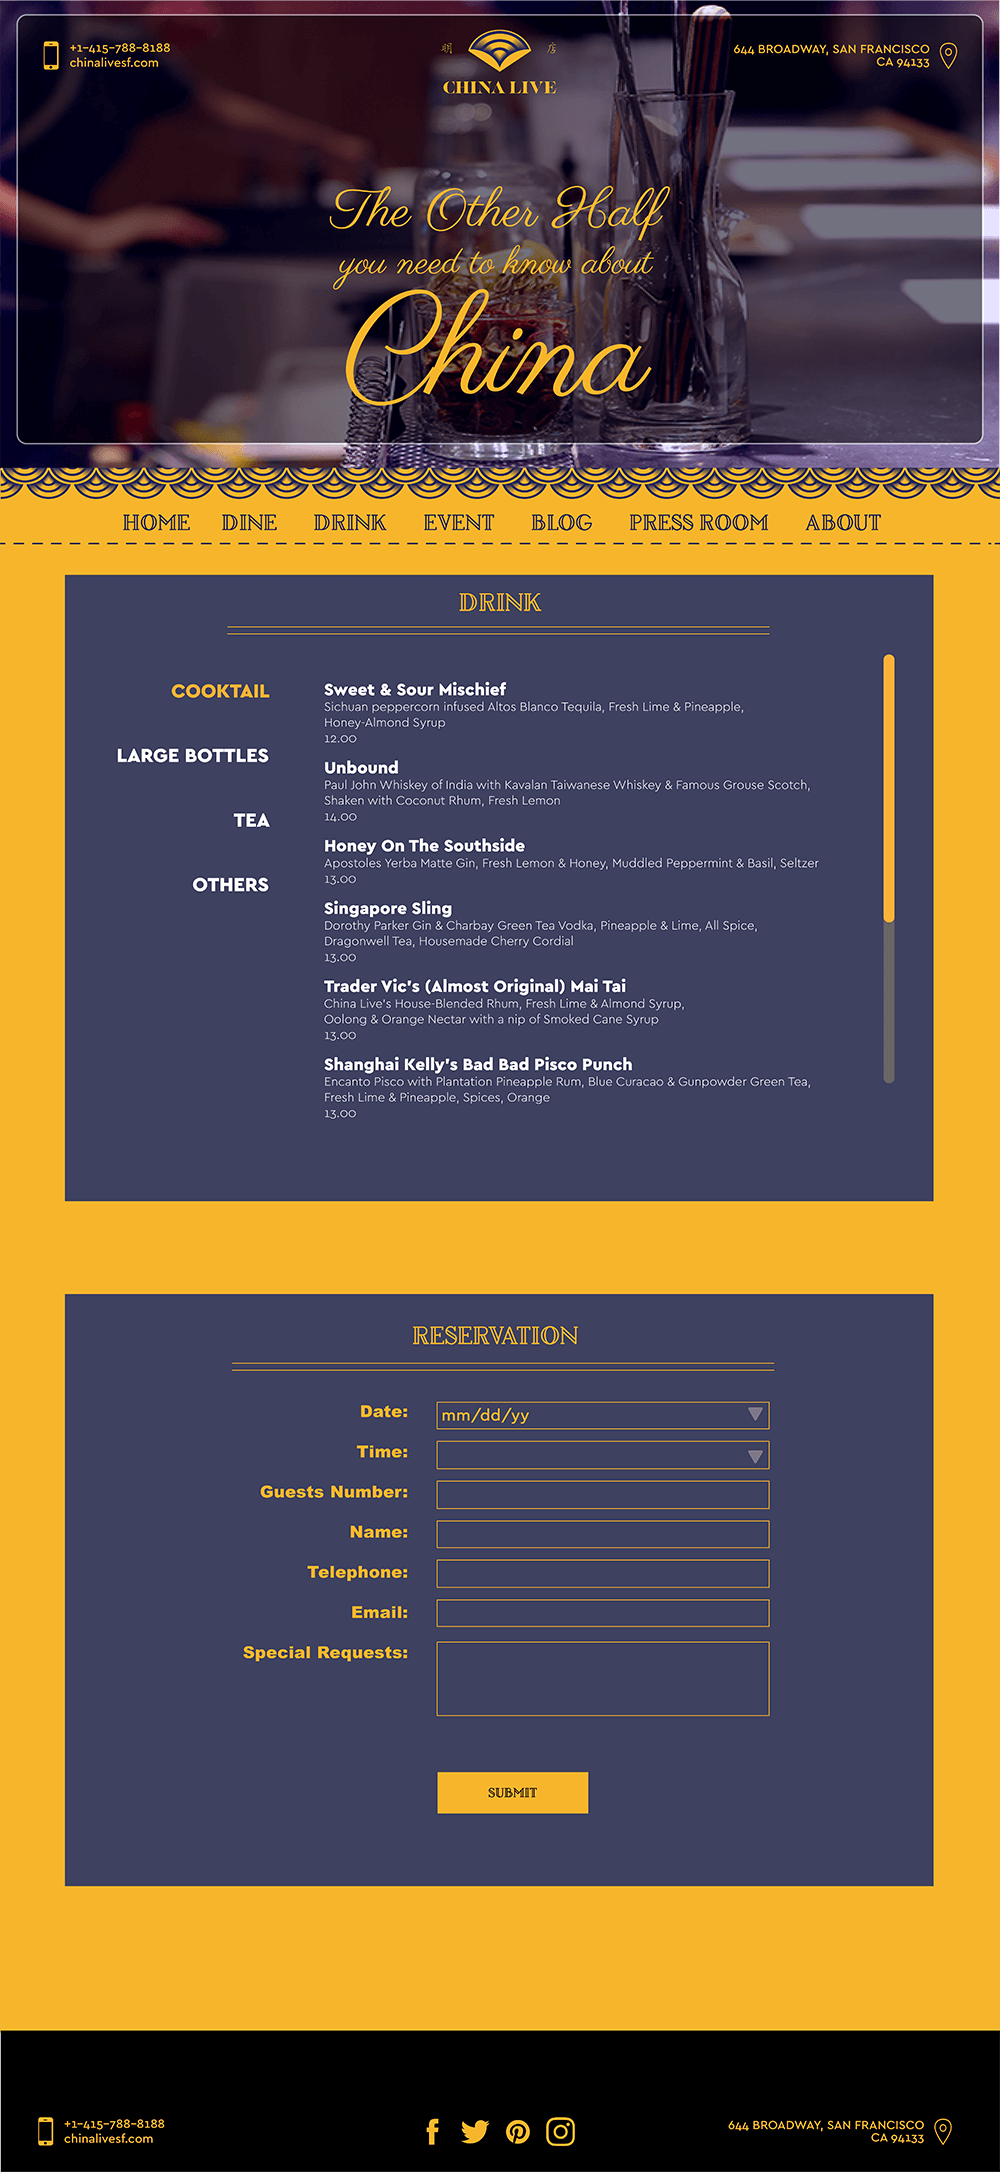 +1-415-788-8188
chinalivesf.com
明 店
CHINA LIVE
644 BROADWAY, SAN FRANCISCO
CA 94133
The Other Half
you need to know about
China
HOME DINE DRINK EVENT BLOG PRESS ROOM ABOUT
DRINK
COOKTAIL
LARGE BOTTLES
TEA
OTHERS
Sweet & Sour Mischief
Sichuan peppercorn infused Altos Blanco Tequila, Fresh Lime & Pineapple,
Honey-Almond Syrup
12.00
Unbound
Paul John Whiskey of India with Kavalan Taiwanese Whiskey & Famous Grouse Scotch,
Shaken with Coconut Rhum, Fresh Lemon
14.00
Honey On The Southside
Apostoles Yerba Matte Gin, Fresh Lemon & Honey, Muddled Peppermint & Basil, Seltzer
13.00
Singapore Sling
Dorothy Parker Gin & Charbay Green Tea Vodka, Pineapple & Lime, All Spice,
Dragonwell Tea, Housemade Cherry Cordial
13.00
Trader Vic's (Almost Original) Mai Tai
China Live's House-Blended Rhum, Fresh Lime & Almond Syrup,
Oolong & Orange Nectar with a nip of Smoked Cane Syrup
13.00
Shanghai Kelly's Bad Bad Pisco Punch
Encanto Pisco with Plantation Pineapple Rum, Blue Curacao & Gunpowder Green Tea,
Fresh Lime & Pineapple, Spices, Orange
13.00
RESERVATION
Date: mm/dd/yy
Time:
Guests Number:
Name:
Telephone:
Email:
Special Requests:
SUBMIT
+1-415-788-8188
chinalivesf.com
644 BROADWAY, SAN FRANCISCO
CA 94133